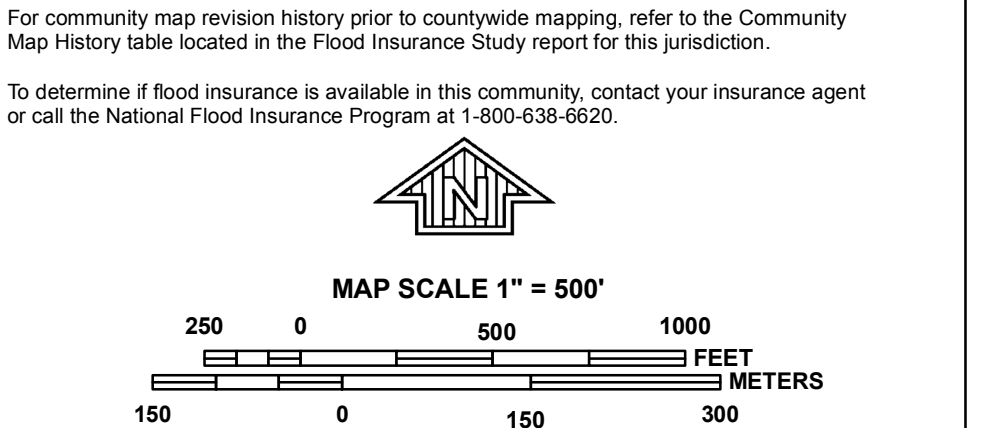 For community map revision history prior to countywide mapping, refer to the Community
Map History table located in the Flood Insurance Study report for this jurisdiction.
To determine if flood insurance is available in this community, contact your insurance agent
or call the National Flood Insurance Program at 1-800-638-6620.
N
MAP SCALE 1" = 500'
250 0 500 1000
FEET
METERS
150 0 150 300